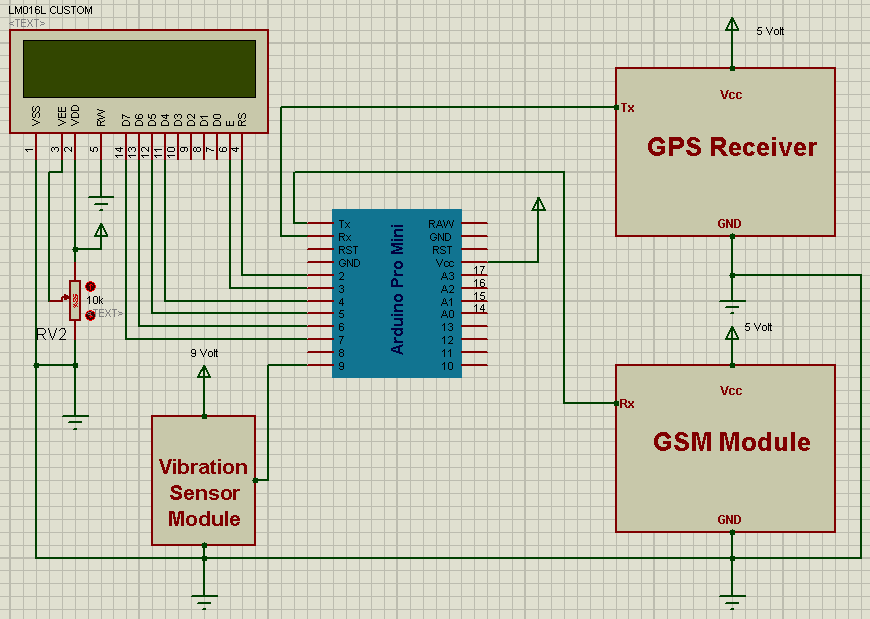 LM016L CUSTOM
<TEXT>
VSS
VEE
VDD
RW
D7
D6
D5
D4
D3
D2
D1
D0
E
RS
1
3
2
5
14
13
12
11
10
9
8
7
6
4
5 Volt
Vcc
Tx
GPS Receiver
GND
Arduino Pro Mini
Tx
Rx
RST
GND
2
3
4
5
6
7
8
9
RAW
GND
RST
Vcc
A3
A2
A1
A0
13
12
11
10
17
16
15
14
10k
<TEXT>
RV2
9 Volt
Vibration
Sensor
Module
5 Volt
Vcc
Rx
GSM Module
GND